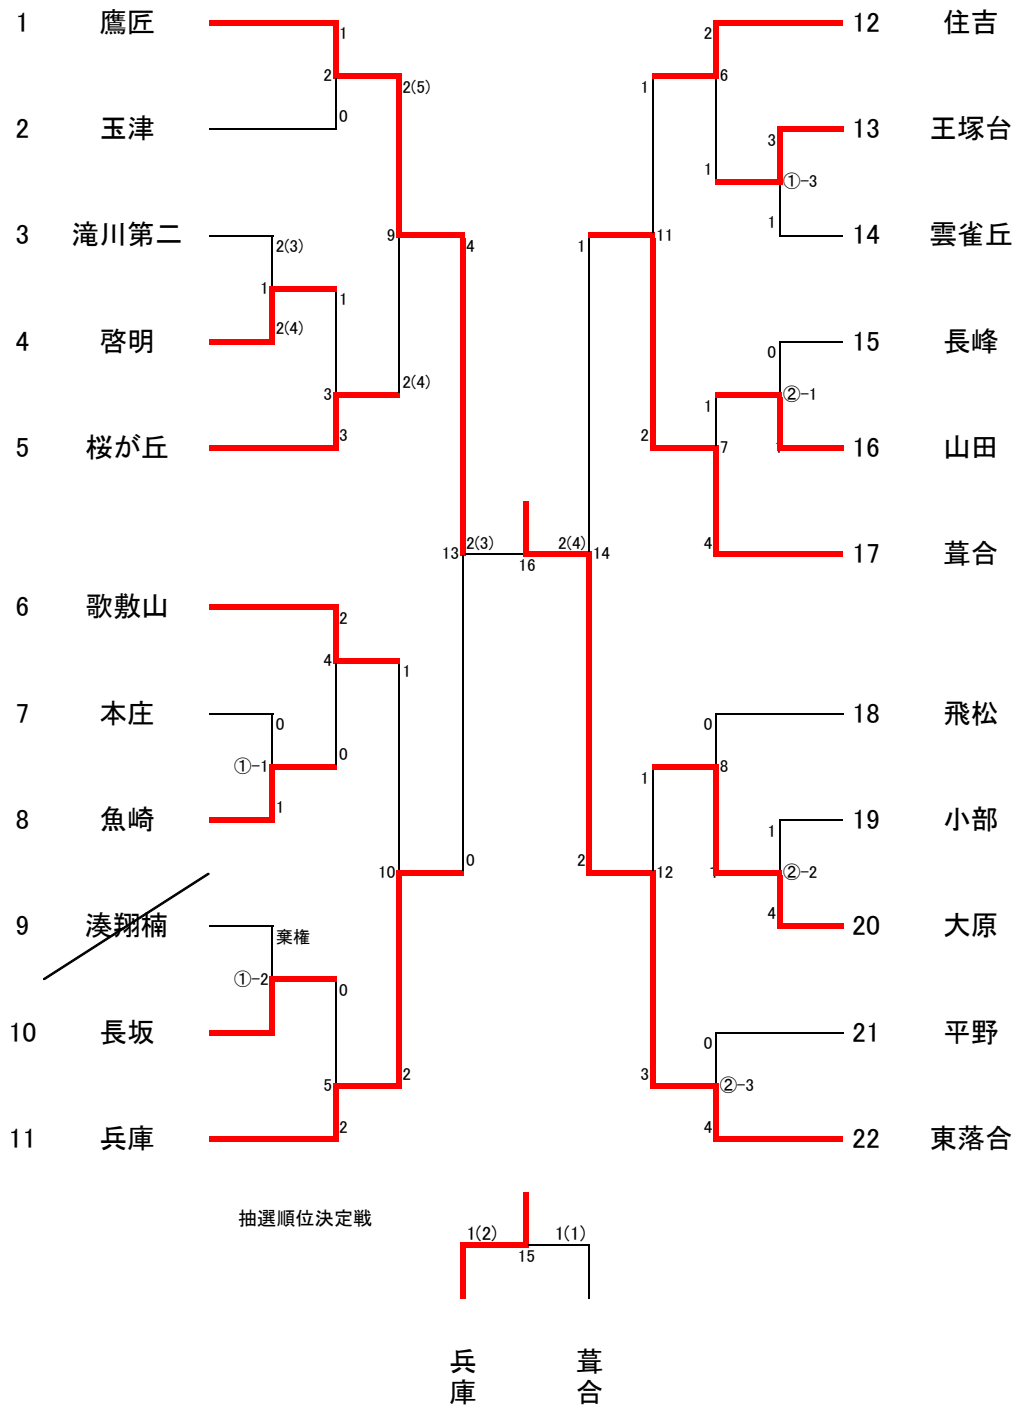 1 鷹匠 1 2 12 住吉
2 2(5) 1 6
2 玉津 0 3 13 王塚台
1 ①-3
3 滝川第二 2(3) 9 4 1 11 1 14 雲雀丘
1 1
4 啓明 2(4) 0 15 長峰
2(4) 1 ②-1
3
5 桜が丘 3 2 7 16 山田
13 2(3) 2(4) 14 4 17 葺合
16
6 歌敷山 2
4 1
7 本庄 0 0 18 飛松
①-1 0 1 8
8 魚崎 1 1 19 小部
10 0 2 12 1 ②-2
9 湊翔楠 棄権 4 20 大原
①-2 0
10 長坂 0 21 平野
5 2 3 ②-3
11 兵庫 2 4 22 東落合
抽選順位決定戦 1(2) 1(1)
15
兵庫 葺合